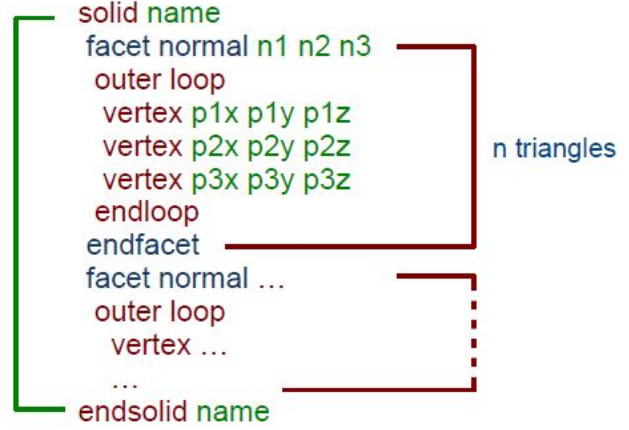 solid name
facet normal n1 n2 n3
outer loop
vertex p1x p1y p1z
vertex p2x p2y p2z
vertex p3x p3y p3z
endloop
endfacet
facet normal …
outer loop
vertex …
…
endsolid name
n triangles